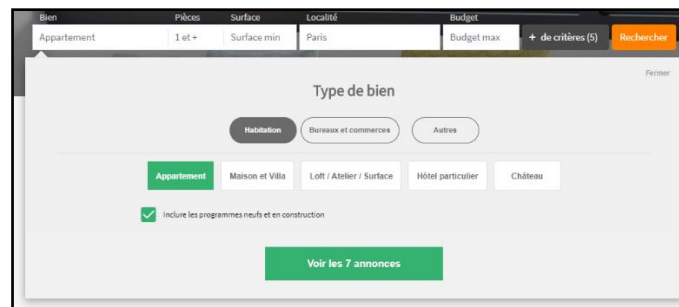 Bien Pièces Surface Localité Budget
Appartement 1 et + Surface min Paris Budget max + de critères (5) Rechercher
Fermer
Type de bien
Habitation Bureaux et commerces Autres
Appartement Maison et Villa Loft / Atelier / Surface Hôtel particulier Château
Inclure les programmes neufs et en construction
Voir les 7 annonces